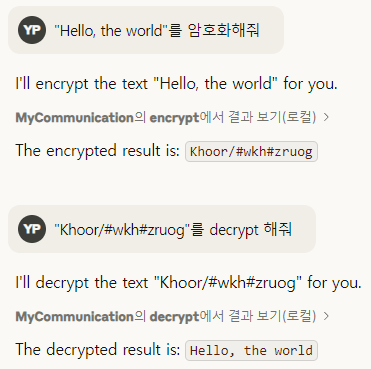 YP "Hello, the world"를 암호화해줘
I'll encrypt the text "Hello, the world" for you.
MyCommunication의 encrypt에서 결과 보기(로컬) >
The encrypted result is: Khoor/#wkh#zruog
YP "Khoor/#wkh#zruog"를 decrypt 해줘
I'll decrypt the text "Khoor/#wkh#zruog" for you.
MyCommunication의 decrypt에서 결과 보기(로컬) >
The decrypted result is: Hello, the world